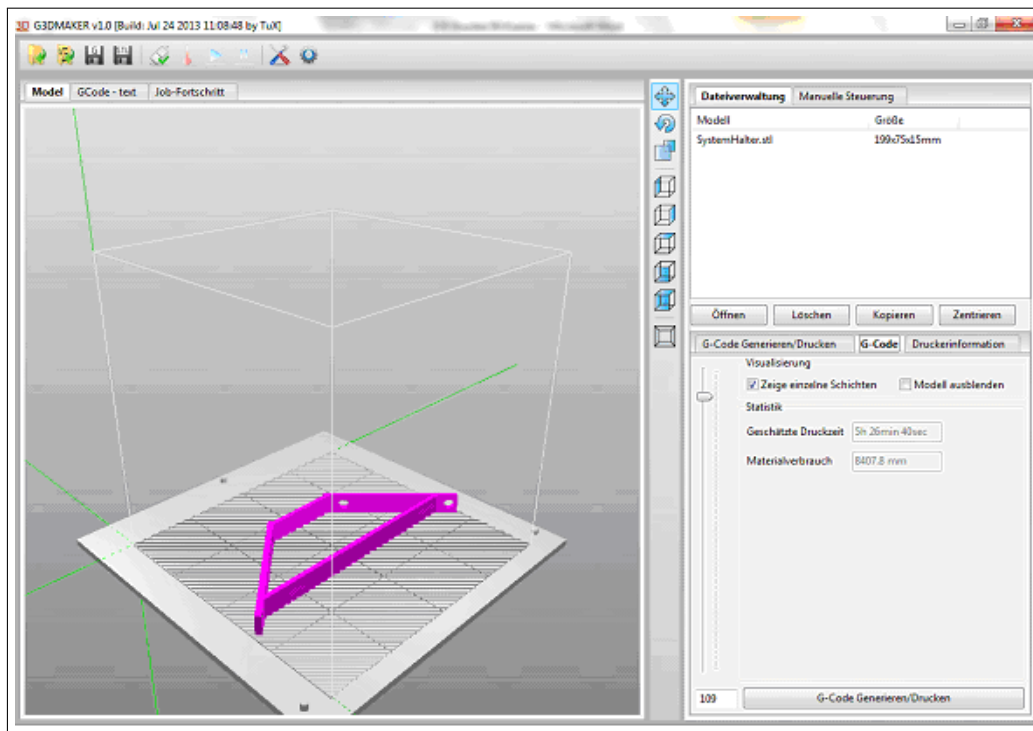 3D G3DMAKER v1.0 [Build: Jul 24 2013 11:08:48 by TuX]
Model GCode - text Job-Fortschritt
Dateiverwaltung Manuelle Steuerung
Modell Größe
SystemHalter.stl 199x75x15mm
Öffnen Löschen Kopieren Zentrieren
G-Code Generieren/Drucken G-Code Druckerinformation
Visualisierung
Zeige einzelne Schichten Modell ausblenden
Statistik
Geschätzte Druckzeit 5h 26min 40sec
Materialverbrauch 8407.8 mm
109 G-Code Generieren/Drucken